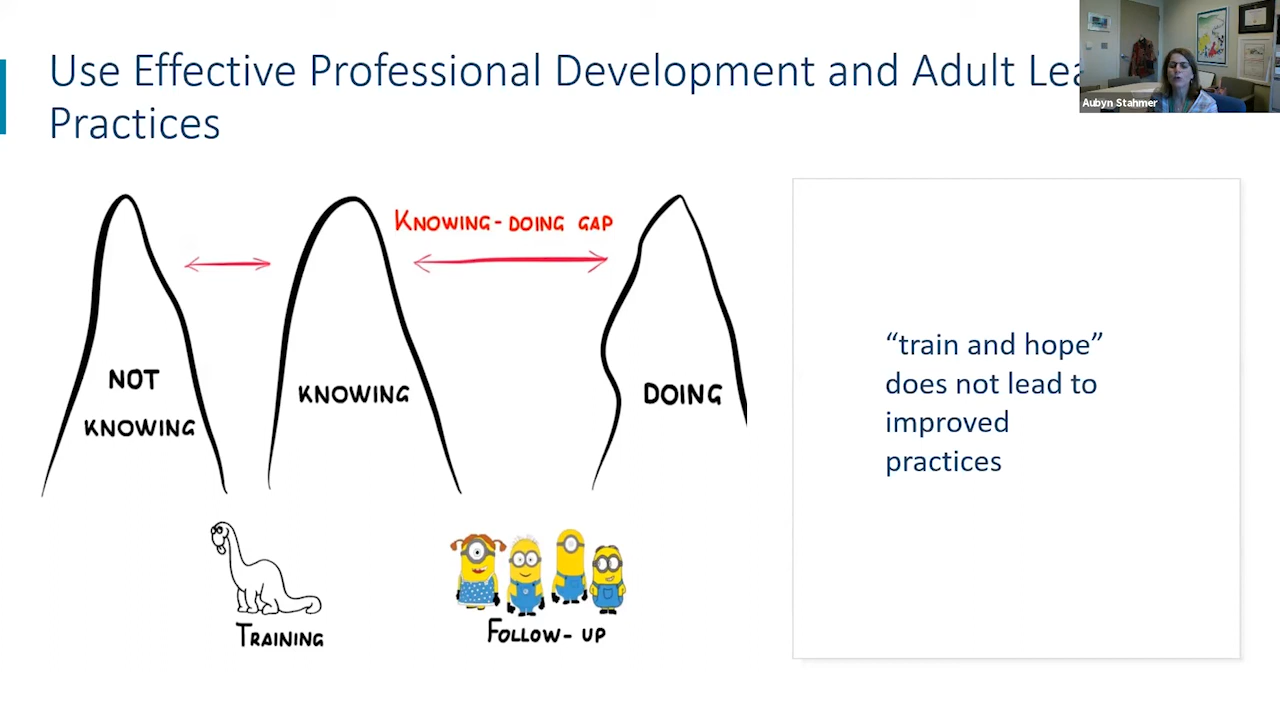 Use Effective Professional Development and Adult
Practices
Aubyn Stahmer
KNOWING-DOING GAP
NOT
KNOWING
KNOWING
DOING
"train and hope"
does not lead to
improved
practices
TRAINING
FOLLOW-UP